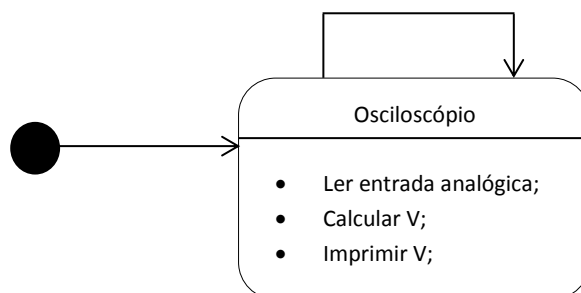 Osciloscópio
• Ler entrada analógica;
• Calcular V;
• Imprimir V;